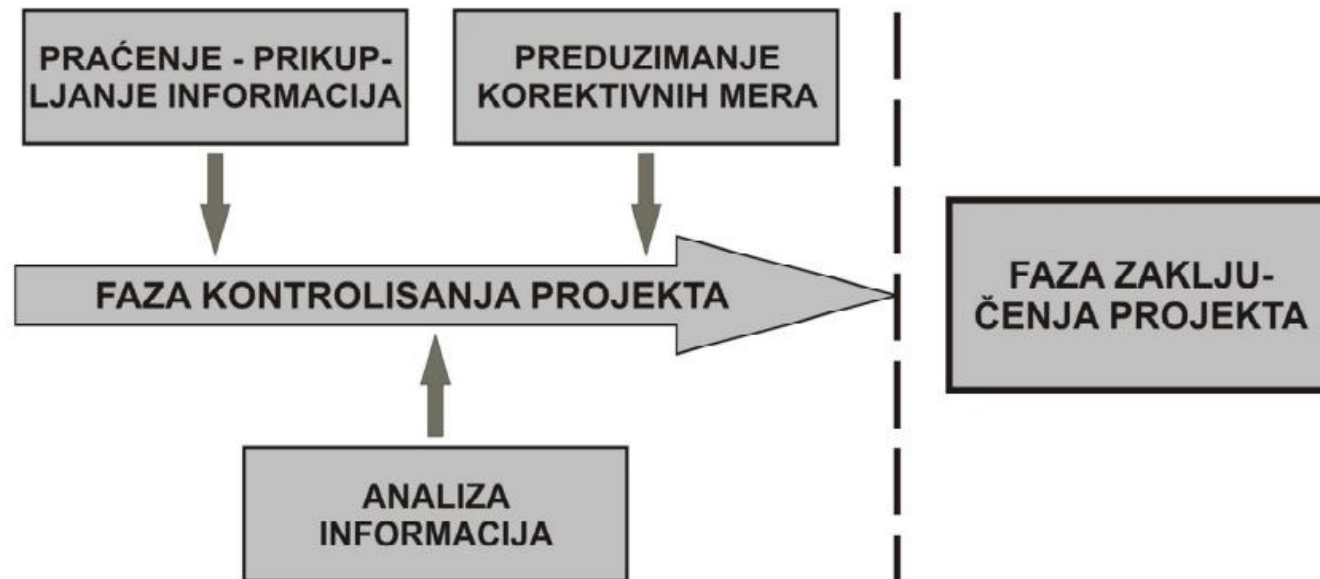 PRAĆENJE - PRIKUP-
LJANJE INFORMACIJA
PREDUZIMANJE
KOREKTIVNIH MERA
FAZA KONTROLISANJA PROJEKTA
FAZA ZAKLJU-
ČENJA PROJEKTA
ANALIZA
INFORMACIJA